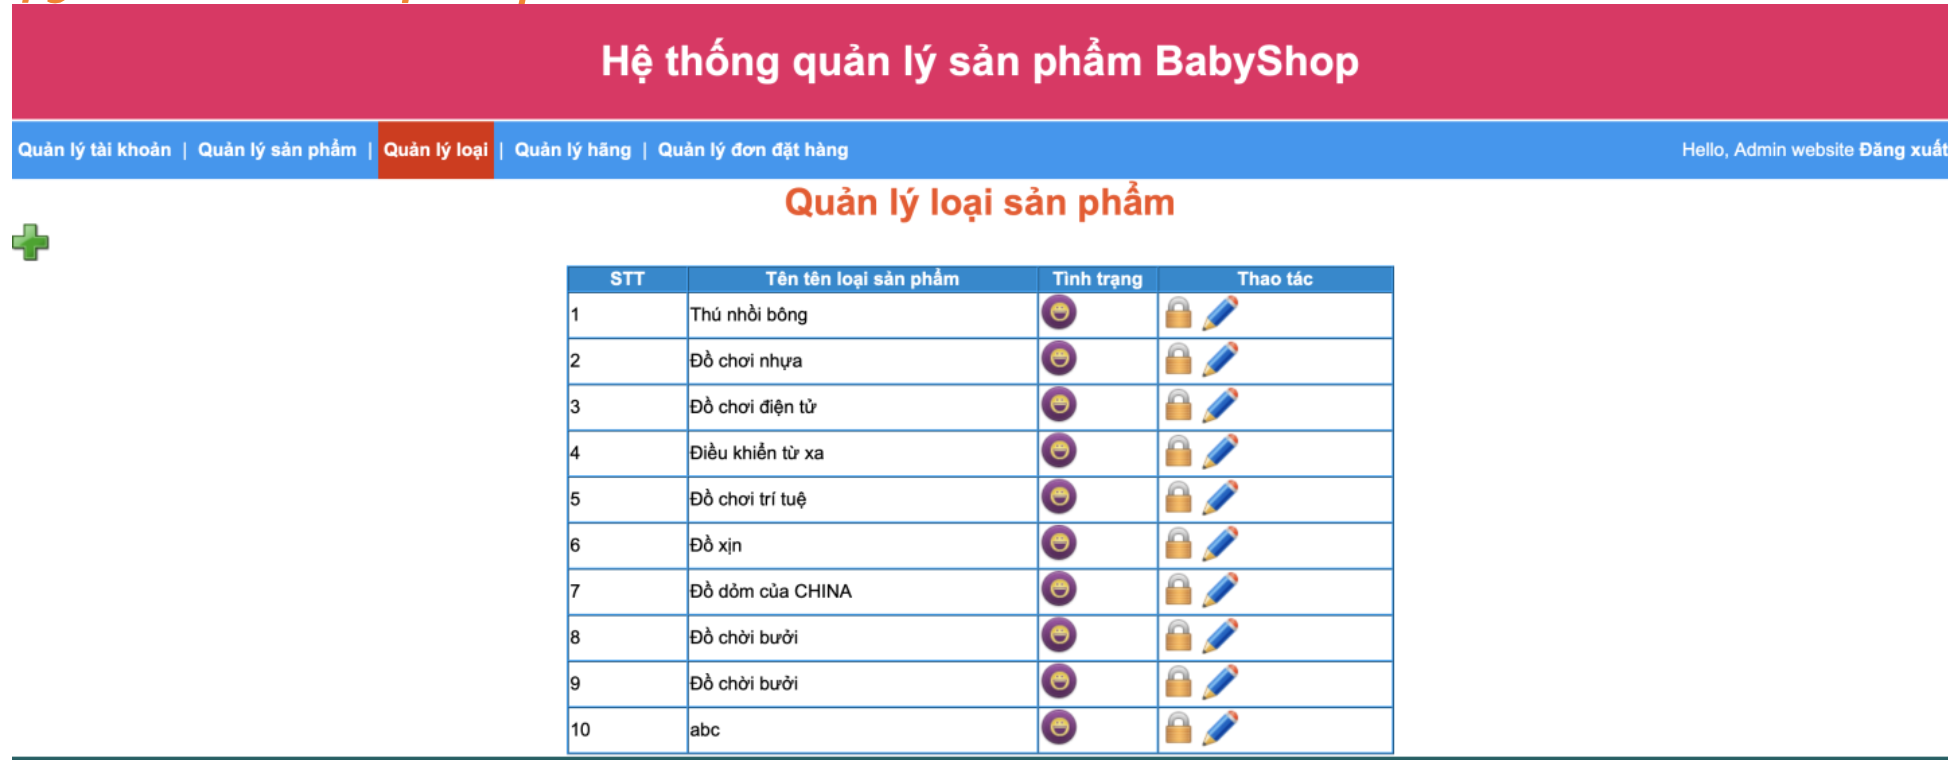 Hệ thống quản lý sản phẩm BabyShop
Quản lý tài khoản | Quản lý sản phẩm | Quản lý loại | Quản lý hãng | Quản lý đơn đặt hàng Hello, Admin website Đăng xuất
Quản lý loại sản phẩm
STT Tên tên loại sản phẩm Tình trạng Thao tác
1 Thú nhồi bông
2 Đồ chơi nhựa
3 Đồ chơi điện tử
4 Điều khiển từ xa
5 Đồ chơi trí tuệ
6 Đồ xịn
7 Đồ dỏm của CHINA
8 Đồ chời bưởi
9 Đồ chời bưởi
10 abc